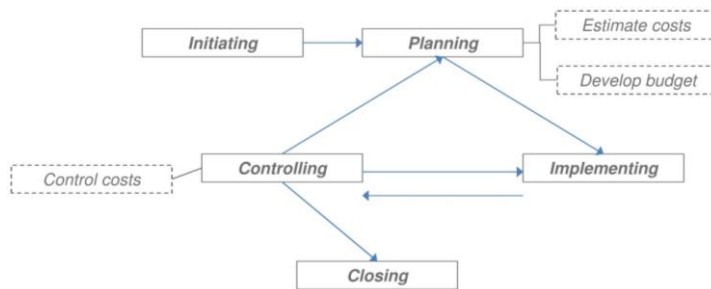 Estimate costs
Initiating
Planning
Develop budget
Control costs
Controlling
Implementing
Closing